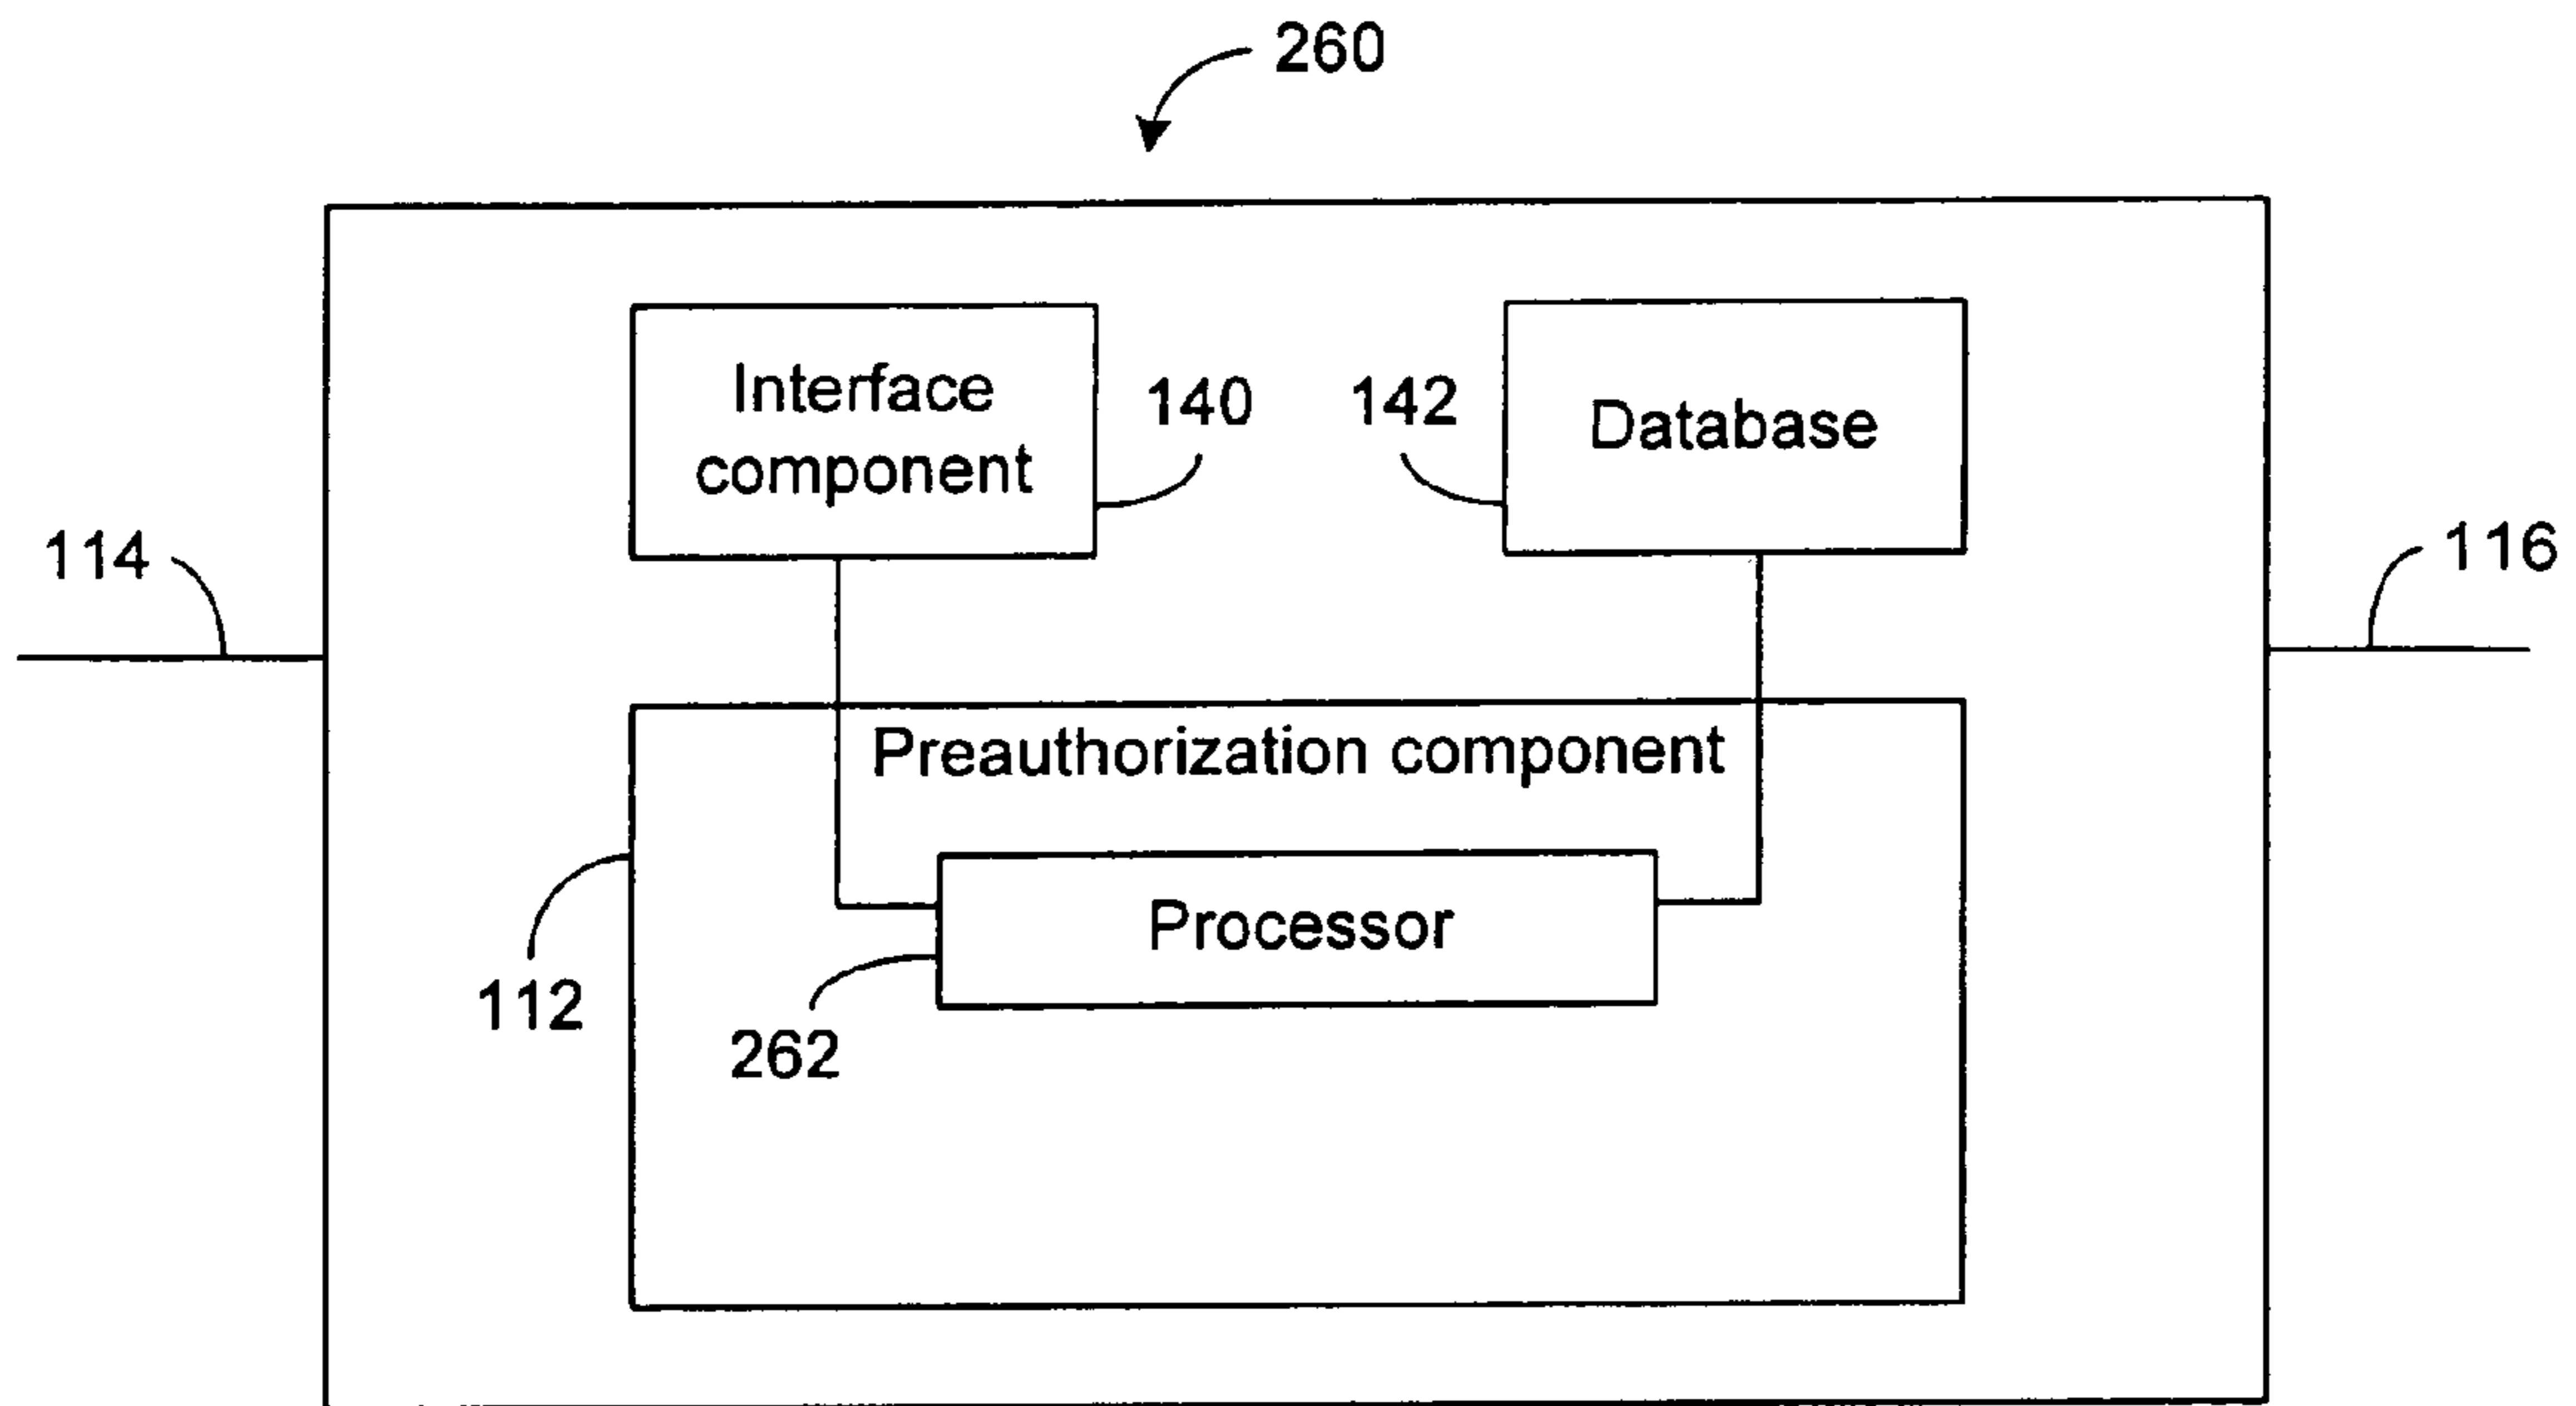 260
Interface
component
140
142
Database
114
116
Preauthorization component
Processor
112
262